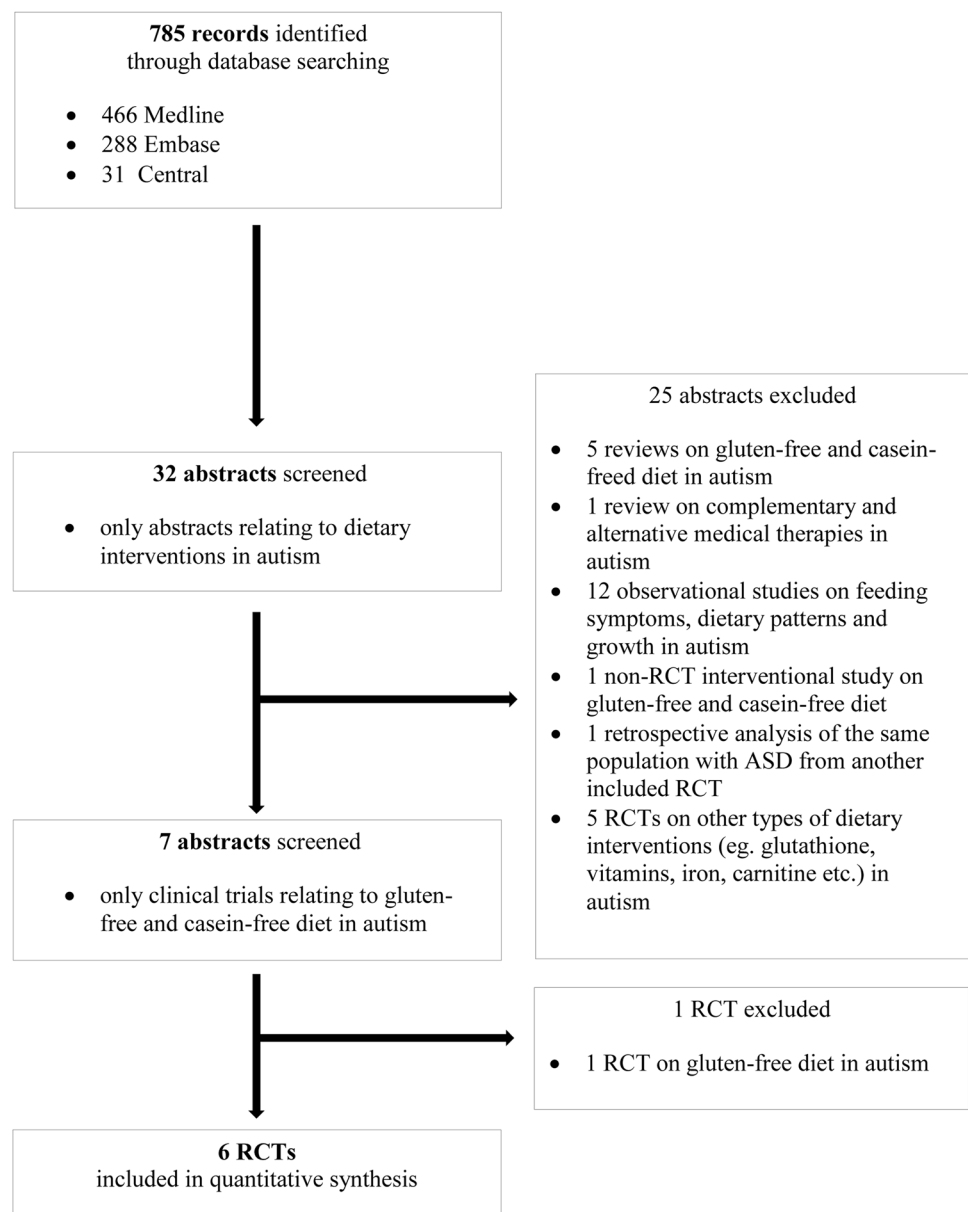 785 records identified
through database searching
• 466 Medline
• 288 Embase
• 31 Central
32 abstracts screened
• only abstracts relating to dietary
interventions in autism
25 abstracts excluded
• 5 reviews on gluten-free and casein-
freed diet in autism
• 1 review on complementary and
alternative medical therapies in
autism
• 12 observational studies on feeding
symptoms, dietary patterns and
growth in autism
• 1 non-RCT interventional study on
gluten-free and casein-free diet
• 1 retrospective analysis of the same
population with ASD from another
included RCT
• 5 RCTs on other types of dietary
interventions (eg. glutathione,
vitamins, iron, carnitine etc.) in
autism
7 abstracts screened
• only clinical trials relating to gluten-
free and casein-free diet in autism
1 RCT excluded
• 1 RCT on gluten-free diet in autism
6 RCTs
included in quantitative synthesis